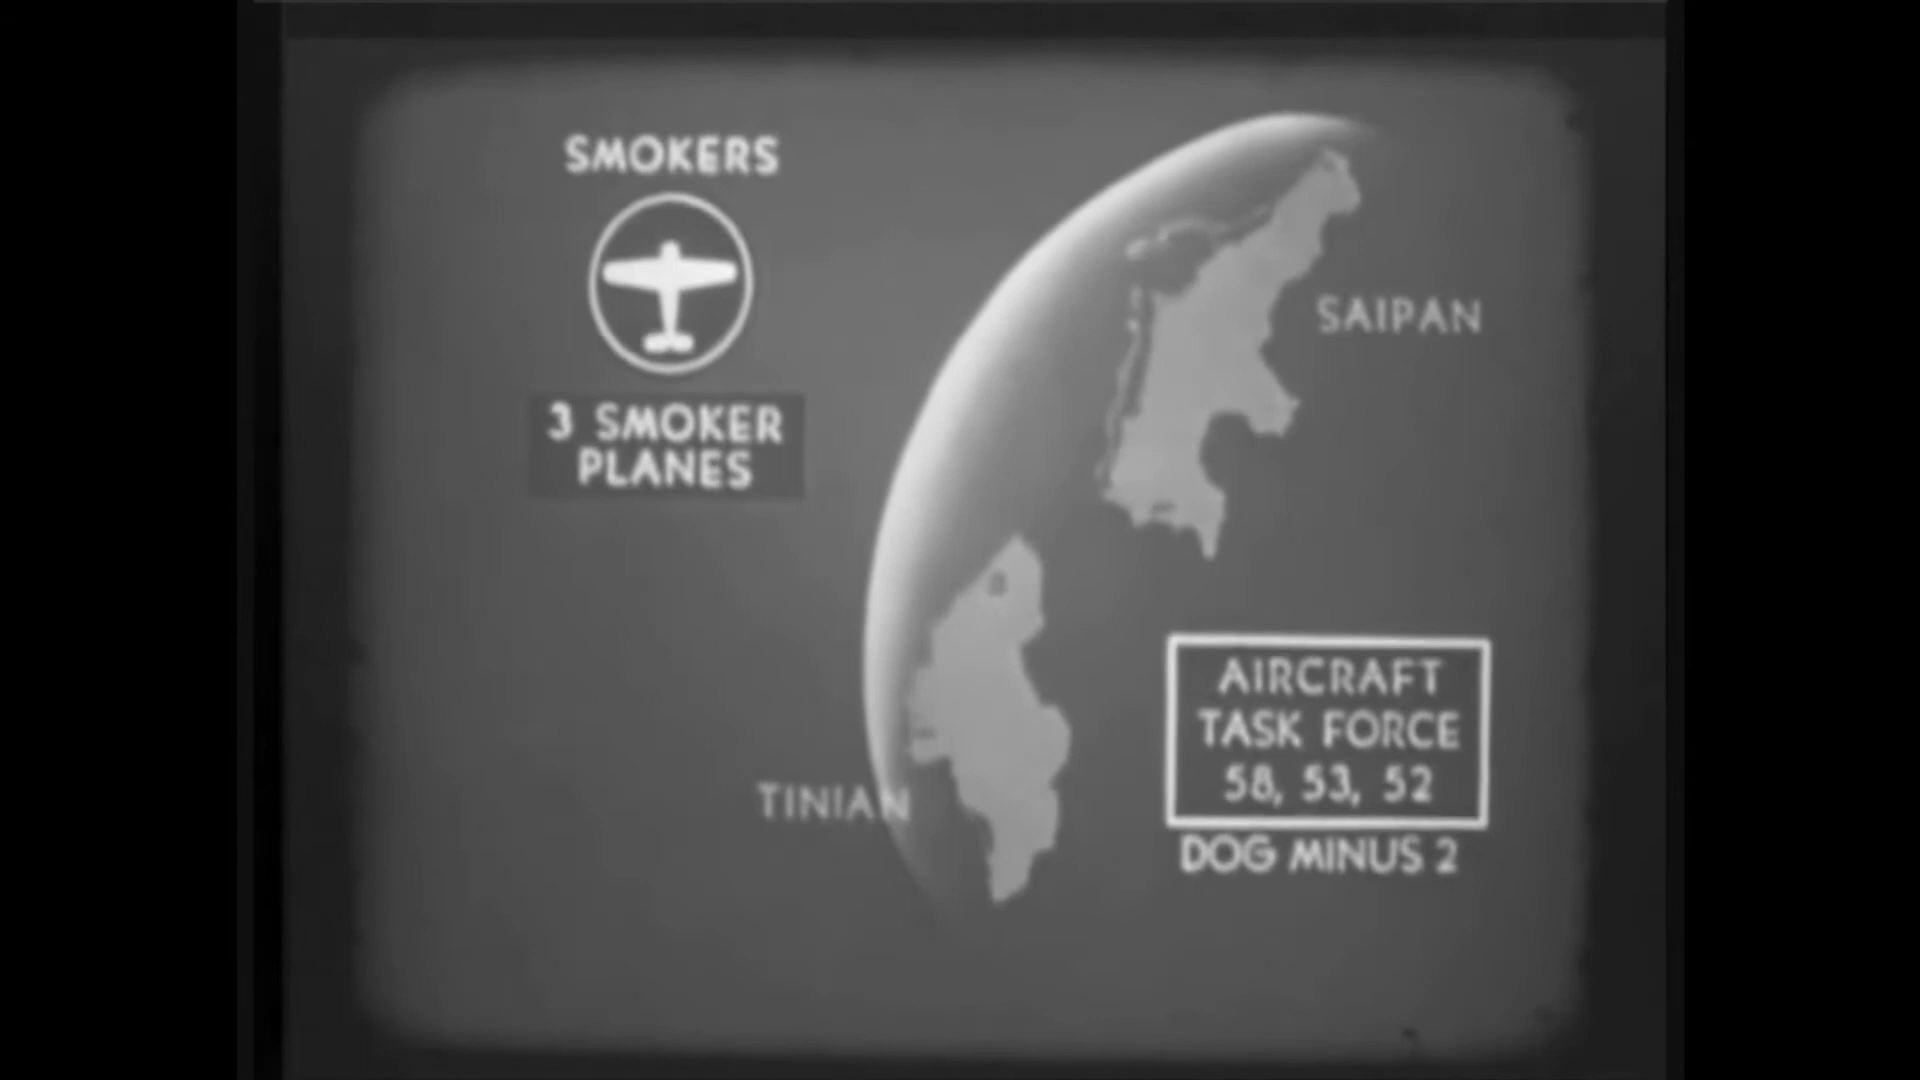 SMOKERS
3 SMOKER
PLANES
SAIPAN
TINIAN
AIRCRAFT
TASK FORCE
58, 53, 52
DOG MINUS 2